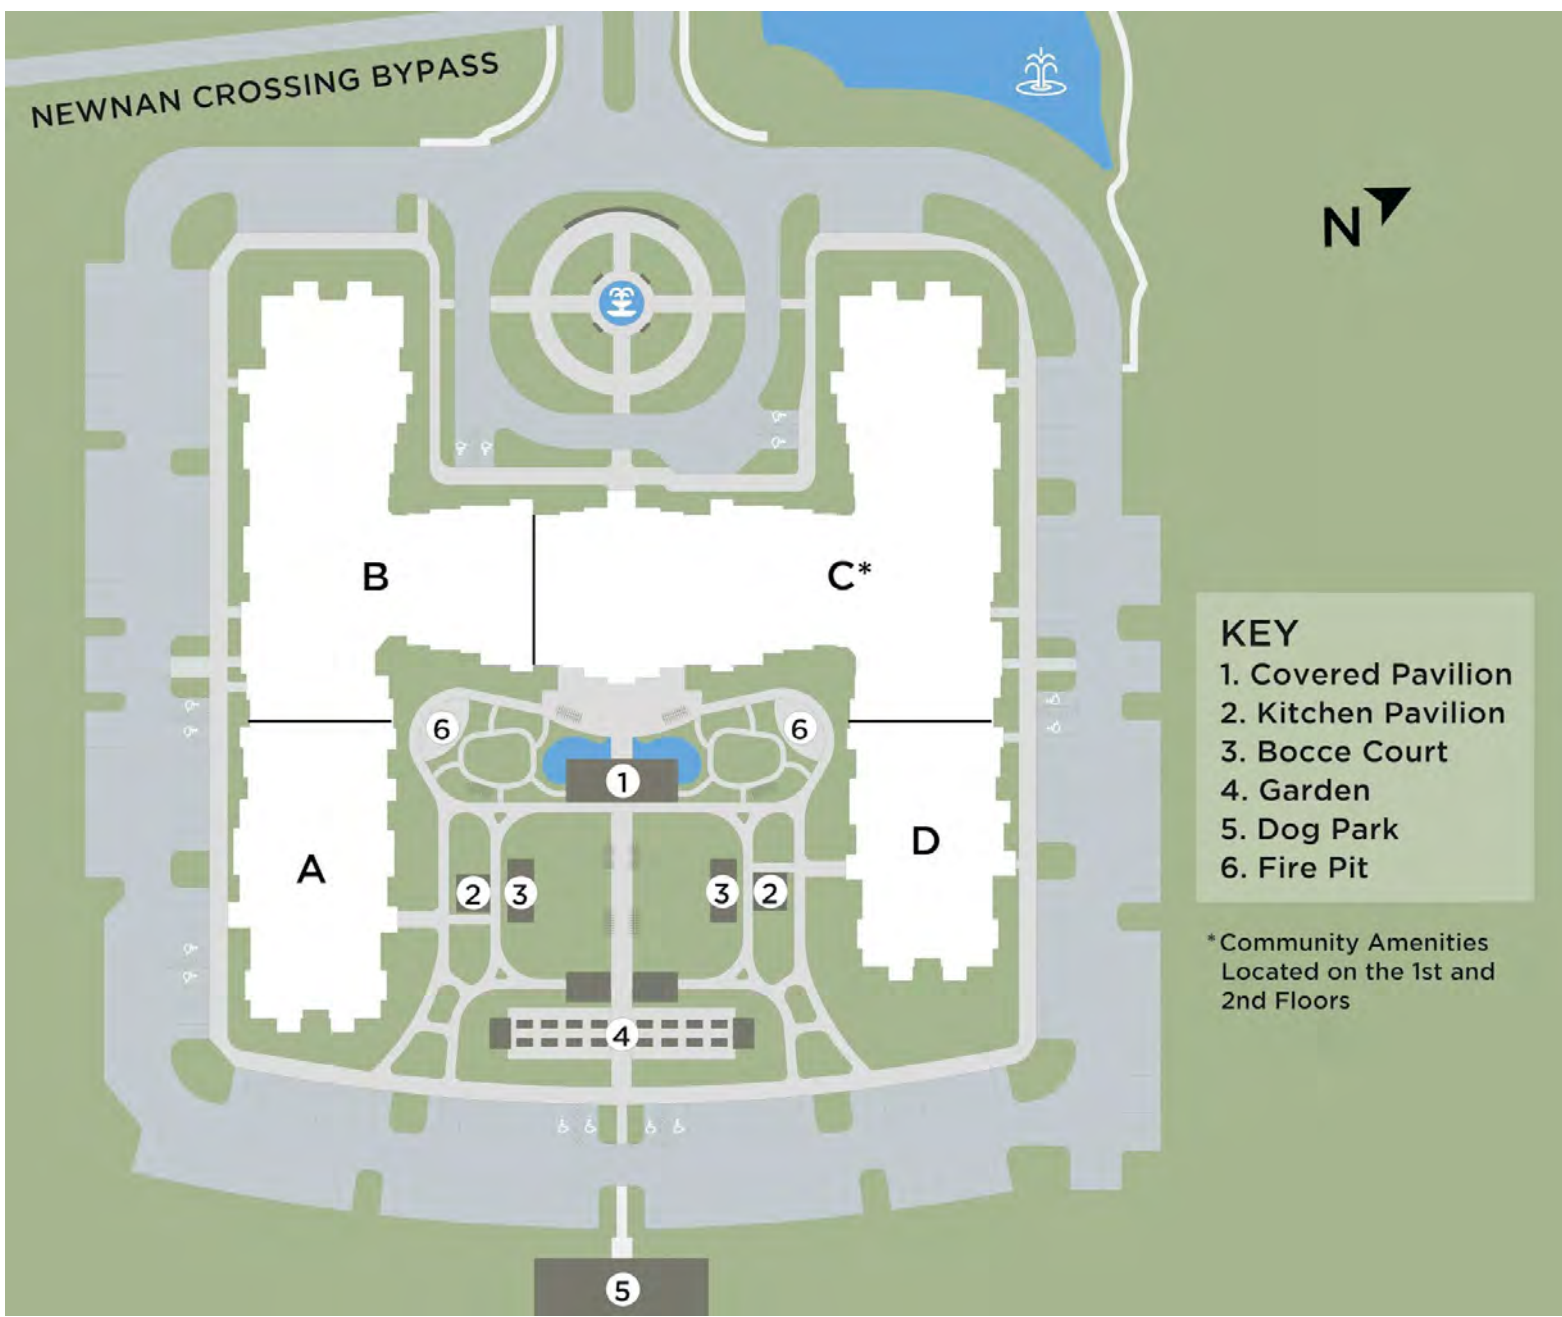 NEWNAN CROSSING BYPASS
N
B
C*
KEY
1. Covered Pavilion
2. Kitchen Pavilion
3. Bocce Court
4. Garden
5. Dog Park
6. Fire Pit
6
6
1
A
D
2
3
3
2
*Community Amenities
Located on the 1st and
2nd Floors
4
5